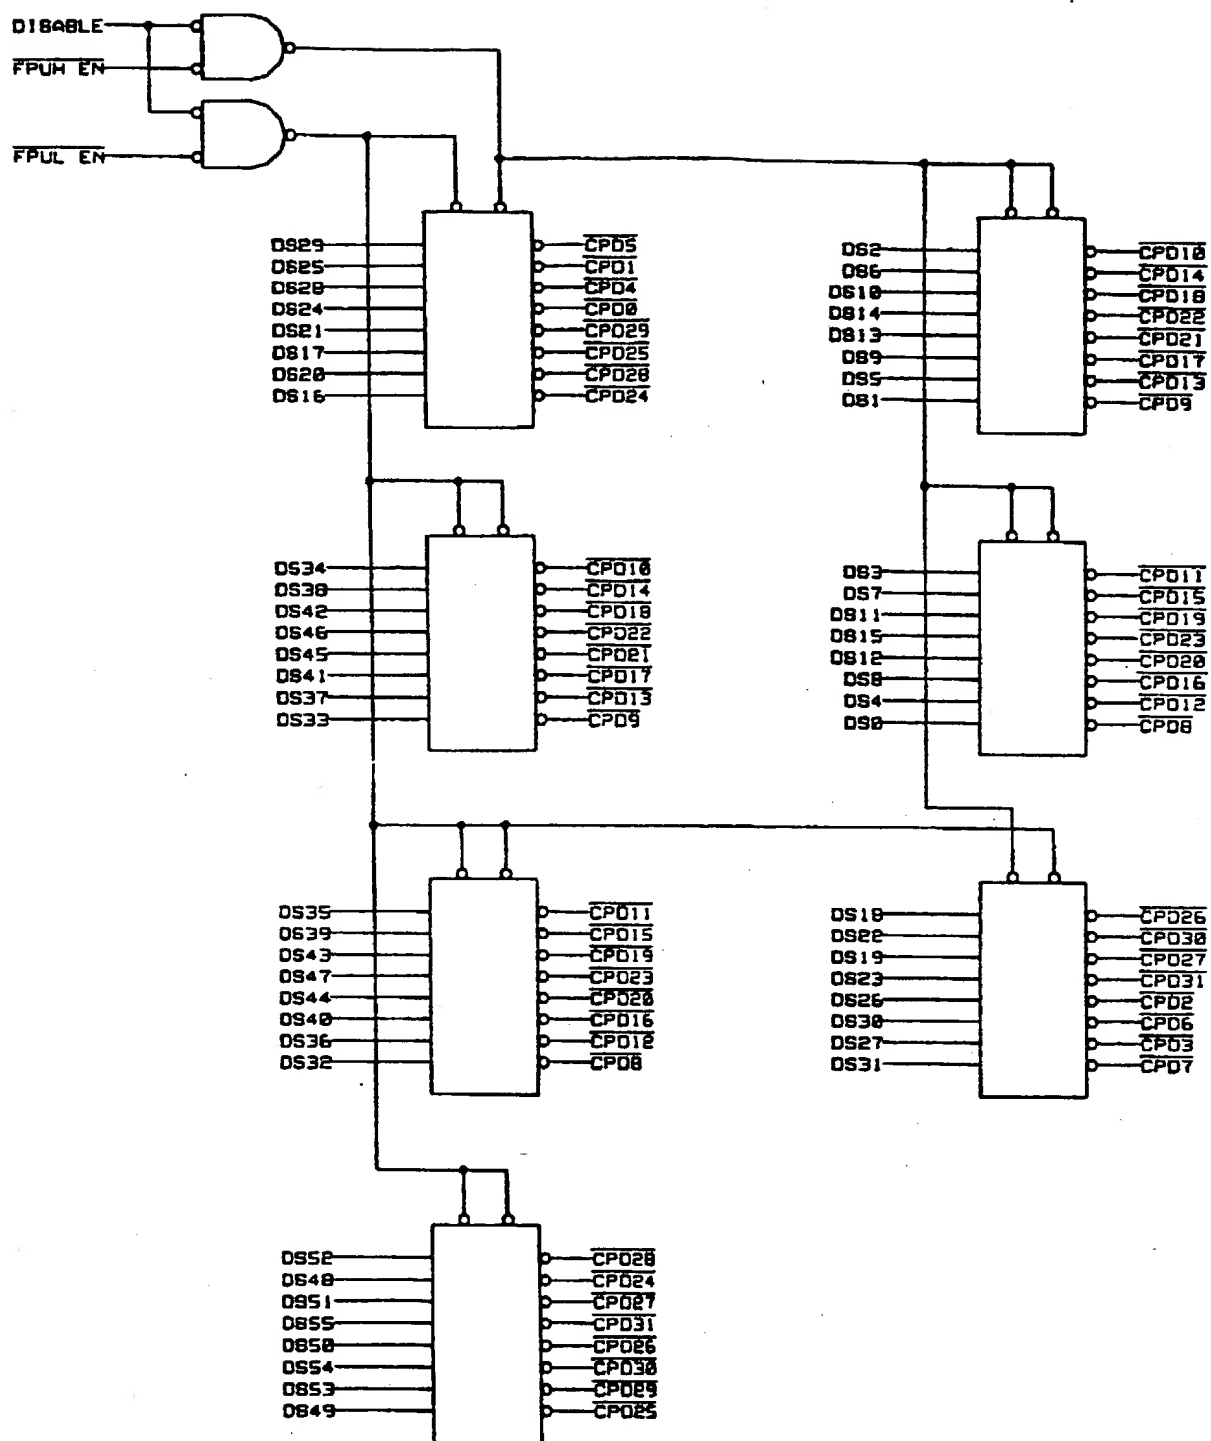 DISABLE
FPUH EN
FPUL EN
DS29 CPD5
DS25 CPD1
DS28 CPD4
DS24 CPD0
DS21 CPD29
DS17 CPD25
DS20 CPD28
DS16 CPD24
DS2 CPD10
DS6 CPD14
DS10 CPD18
DS14 CPD22
DS13 CPD21
DS9 CPD17
DS5 CPD13
DS1 CPD9
DS34 CPD10
DS38 CPD14
DS42 CPD18
DS46 CPD22
DS45 CPD21
DS41 CPD17
DS37 CPD13
DS33 CPD9
DS3 CPD11
DS7 CPD15
DS11 CPD19
DS15 CPD23
DS12 CPD20
DS8 CPD16
DS4 CPD12
DS0 CPD8
DS35 CPD11
DS39 CPD15
DS43 CPD19
DS47 CPD23
DS44 CPD20
DS40 CPD16
DS36 CPD12
DS32 CPD8
DS18 CPD26
DS22 CPD30
DS19 CPD27
DS23 CPD31
DS26 CPD2
DS30 CPD6
DS27 CPD3
DS31 CPD7
DS52 CPD28
DS48 CPD24
DS51 CPD27
DS55 CPD31
DS50 CPD26
DS54 CPD30
DS53 CPD29
DS49 CPD25